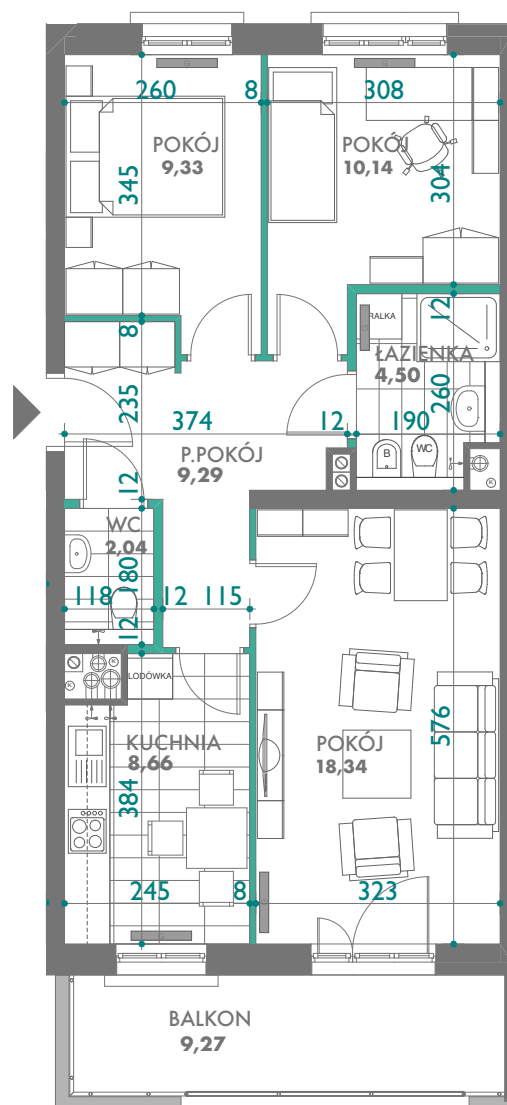 G
G
260
8
308
POKÓJ
9,33
POKÓJ
10,14
345
304
8
12
RALKA
G
ŁAZIENKA
4,50
235
260
374
12
190
P.POKÓJ
9,29
B
WC
K
12
WC
2,04
180
118
12
115
12
K
K
LODÓWKA
KUCHNIA
8,66
POKÓJ
18,34
576
384
245
8
323
G
G
BALKON
9,27